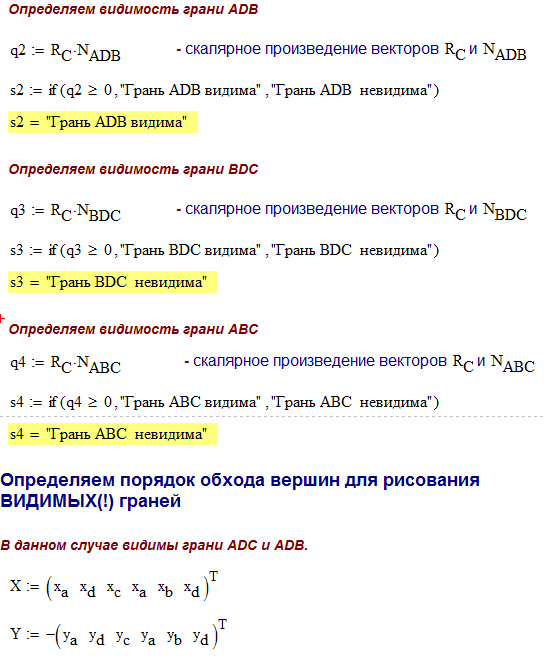 Определяем видимость грани ADB
q2 := R_C·N_ADB - скалярное произведение векторов R_C и N_ADB
s2 := if(q2 ≥ 0 ,"Грань ADB видима" ,"Грань ADB невидима")
s2 = "Грань ADB видима"
Определяем видимость грани BDC
q3 := R_C·N_BDC - скалярное произведение векторов R_C и N_BDC
s3 := if(q3 ≥ 0 ,"Грань BDC видима" ,"Грань BDC невидима")
s3 = "Грань BDC невидима"
Определяем видимость грани ABC
q4 := R_C·N_ABC - скалярное произведение векторов R_C и N_ABC
s4 := if(q4 ≥ 0 ,"Грань ABC видима" ,"Грань ABC невидима")
s4 = "Грань ABC невидима"
Определяем порядок обхода вершин для рисования
ВИДИМЫХ(!) граней
В данном случае видимы грани ADC и ADB.
X := (x_a x_d x_c x_a x_b x_d)^T
Y := -(y_a y_d y_c y_a y_b y_d)^T